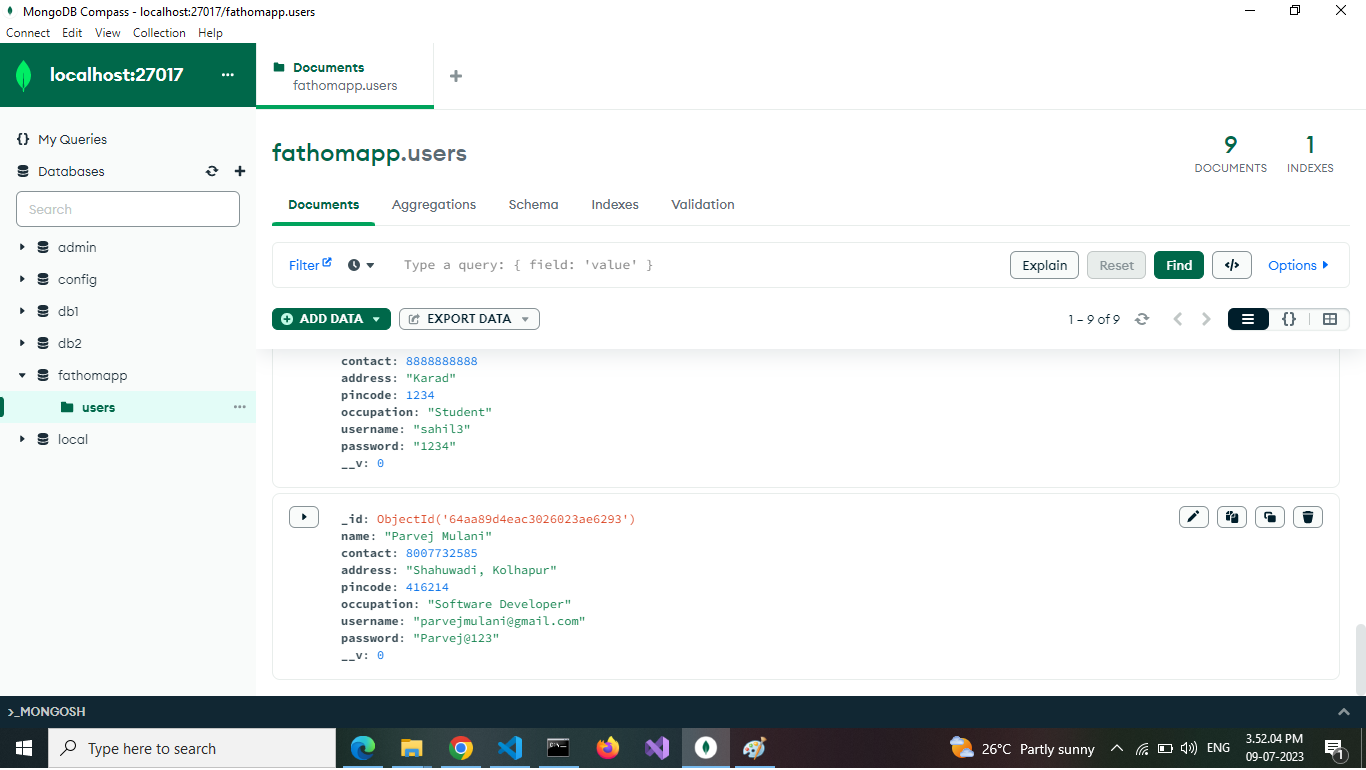 MongoDB Compass - localhost:27017/fathomapp.users
Connect Edit View Collection Help
localhost:27017 ...
Documents
fathomapp.users
+
{} My Queries
Databases
Search
admin
config
db1
db2
fathomapp
users ...
local
fathomapp.users
9
DOCUMENTS
1
INDEXES
Documents Aggregations Schema Indexes Validation
Filter Type a query: { field: 'value' } Explain Reset Find </> Options
ADD DATA EXPORT DATA 1 – 9 of 9 {}
contact: 8888888888
address: "Karad"
pincode: 1234
occupation: "Student"
username: "sahil3"
password: "1234"
__v: 0
_id: ObjectId('64aa89d4eac3026023ae6293')
name: "Parvej Mulani"
contact: 8007732585
address: "Shahuwadi, Kolhapur"
pincode: 416214
occupation: "Software Developer"
username: "parvejmulani@gmail.com"
password: "Parvej@123"
__v: 0
>_MONGOSH
Type here to search 26°C Partly sunny ENG 3.52.04 PM
09-07-2023
1